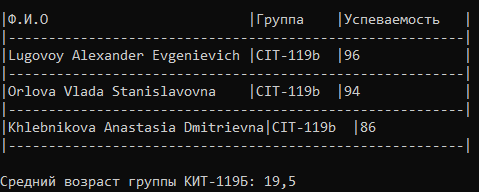 |Ф.И.О |Группа |Успеваемость |
|--------------------------------------------------------|
|Lugovoy Alexander Evgenievich |CIT-119b |96 |
|--------------------------------------------------------|
|Orlova Vlada Stanislavovna |CIT-119b |94 |
|--------------------------------------------------------|
|Khlebnikova Anastasia Dmitrievna|CIT-119b |86 |
|--------------------------------------------------------|
Средний возраст группы КИТ-119Б: 19,5